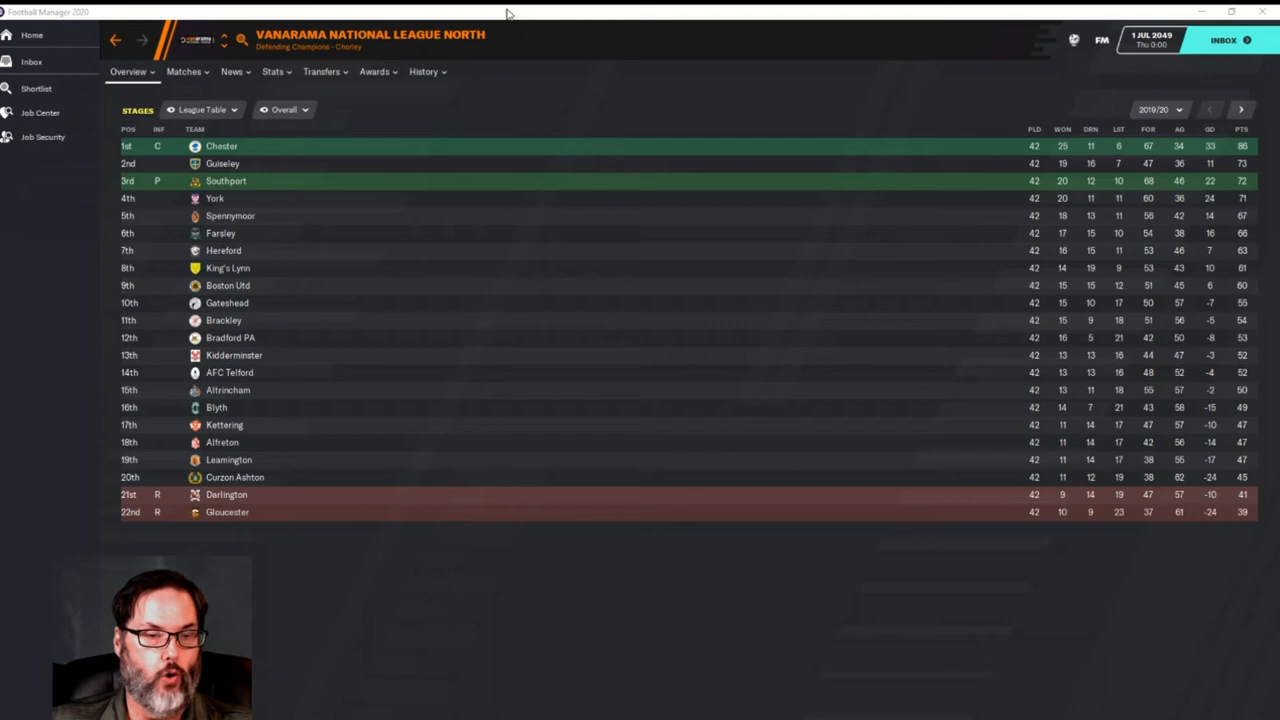 Football Manager 2020
Home
Inbox
Shortlist
Job Center
Job Security
VANARAMA NATIONAL LEAGUE NORTH
Defending Champions - Chorley
FM
1 JUL 2049
Thu 0:00
INBOX
Overview Matches News Stats Transfers Awards History
STAGES League Table Overall 2019/20
POS INF TEAM PLD WON DRN LST FOR AG GD PTS
1st C Chester 42 25 11 6 67 34 33 86
2nd Guiseley 42 19 16 7 47 36 11 73
3rd P Southport 42 20 12 10 68 46 22 72
4th York 42 20 11 11 60 36 24 71
5th Spennymoor 42 18 13 11 56 42 14 67
6th Farsley 42 17 15 10 54 38 16 66
7th Hereford 42 16 15 11 53 46 7 63
8th King's Lynn 42 14 19 9 53 43 10 61
9th Boston Utd 42 15 15 12 51 45 6 60
10th Gateshead 42 15 10 17 50 57 -7 55
11th Brackley 42 15 9 18 51 56 -5 54
12th Bradford PA 42 16 5 21 42 50 -8 53
13th Kidderminster 42 13 13 16 44 47 -3 52
14th AFC Telford 42 13 13 16 48 52 -4 52
15th Altrincham 42 13 11 18 55 57 -2 50
16th Blyth 42 14 7 21 43 58 -15 49
17th Kettering 42 11 14 17 47 57 -10 47
18th Alfreton 42 11 14 17 42 56 -14 47
19th Leamington 42 11 14 17 38 55 -17 47
20th Curzon Ashton 42 11 12 19 38 62 -24 45
21st R Darlington 42 9 14 19 47 57 -10 41
22nd R Gloucester 42 10 9 23 37 61 -24 39